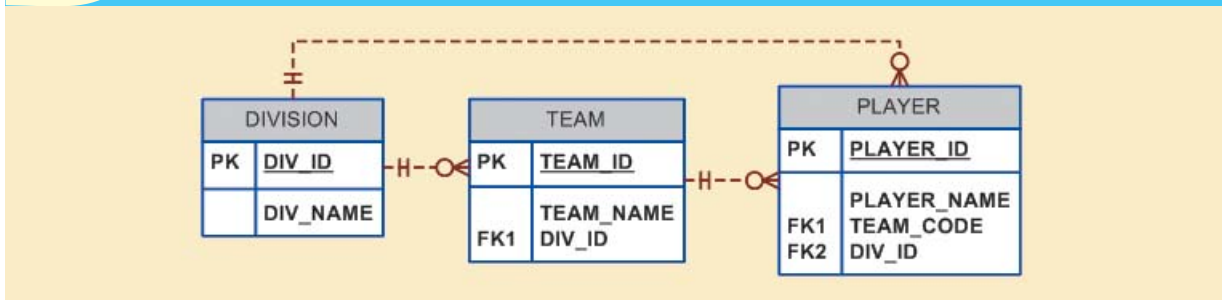 DIVISION
PK DIV_ID
DIV_NAME
TEAM
PK TEAM_ID
TEAM_NAME
FK1 DIV_ID
PLAYER
PK PLAYER_ID
PLAYER_NAME
FK1 TEAM_CODE
FK2 DIV_ID